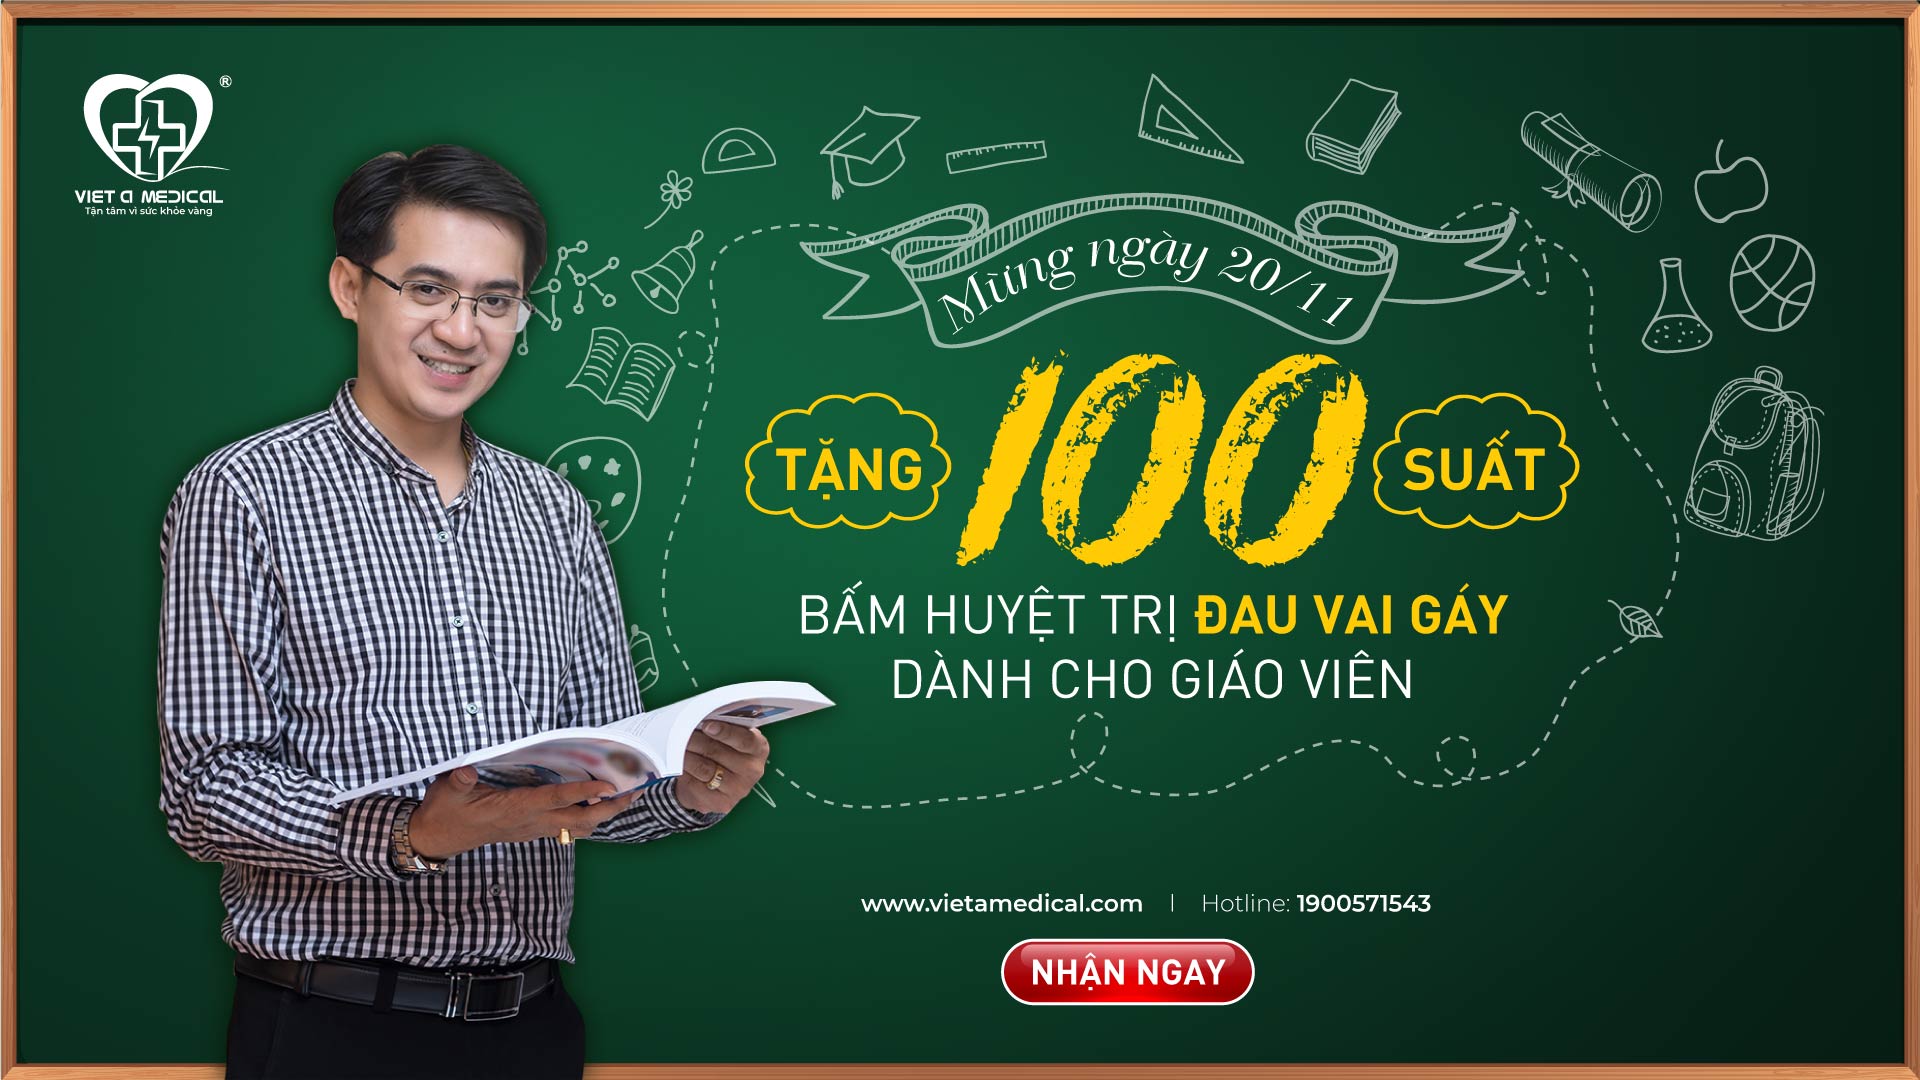 ®
VIET A MEDICAL
Tận tâm vì sức khỏe vàng
Mừng ngày 20/11
TẶNG 100 SUẤT
BẤM HUYỆT TRỊ ĐAU VAI GÁY
DÀNH CHO GIÁO VIÊN
www.vietamedical.com | Hotline: 1900571543
NHẬN NGAY